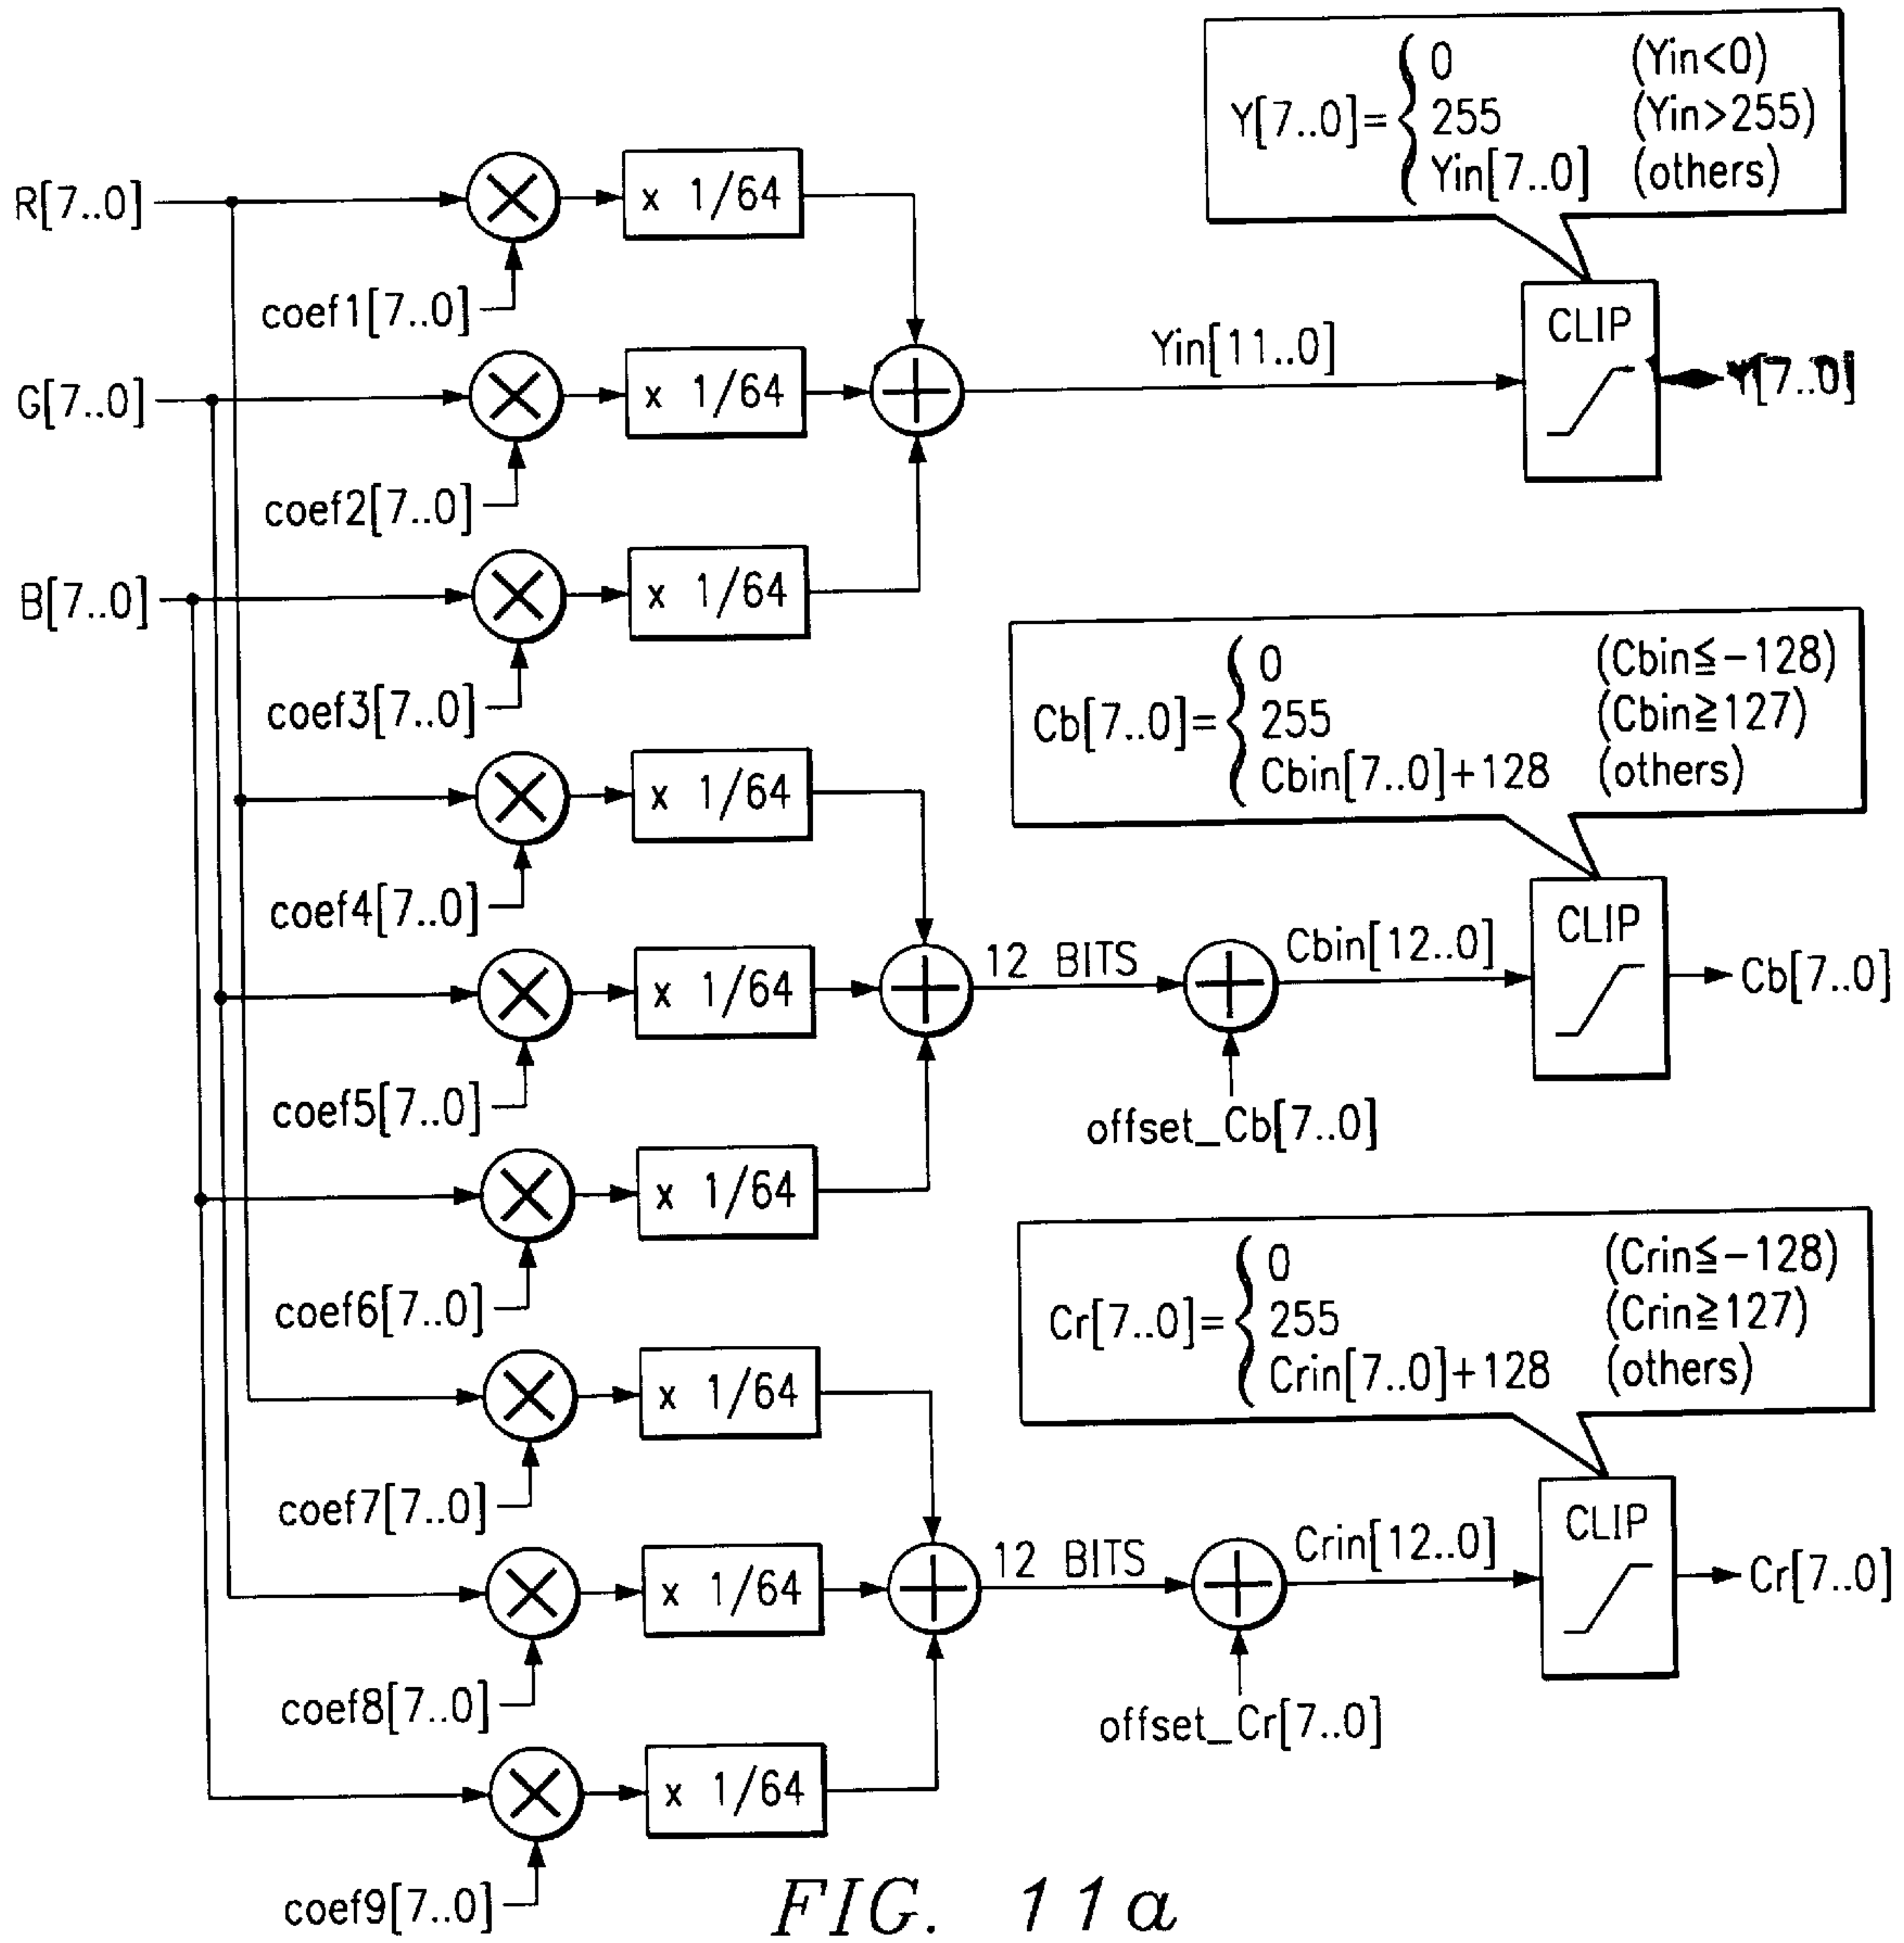 Y[7..0]= { 0 (Yin<0)
255 (Yin>255)
Yin[7..0] (others)
R[7..0]
x 1/64
coef1[7..0]
CLIP
Yin[11..0]
Y[7..0]
G[7..0]
x 1/64
coef2[7..0]
B[7..0]
x 1/64
coef3[7..0]
Cb[7..0]= { 0 (Cbin≦-128)
255 (Cbin≧127)
Cbin[7..0]+128 (others)
x 1/64
coef4[7..0]
CLIP
12 BITS
Cbin[12..0]
Cb[7..0]
x 1/64
coef5[7..0]
offset_Cb[7..0]
x 1/64
coef6[7..0]
Cr[7..0]= { 0 (Crin≦-128)
255 (Crin≧127)
Crin[7..0]+128 (others)
x 1/64
coef7[7..0]
CLIP
12 BITS
Crin[12..0]
Cr[7..0]
x 1/64
coef8[7..0]
offset_Cr[7..0]
x 1/64
coef9[7..0]
FIG. 11a